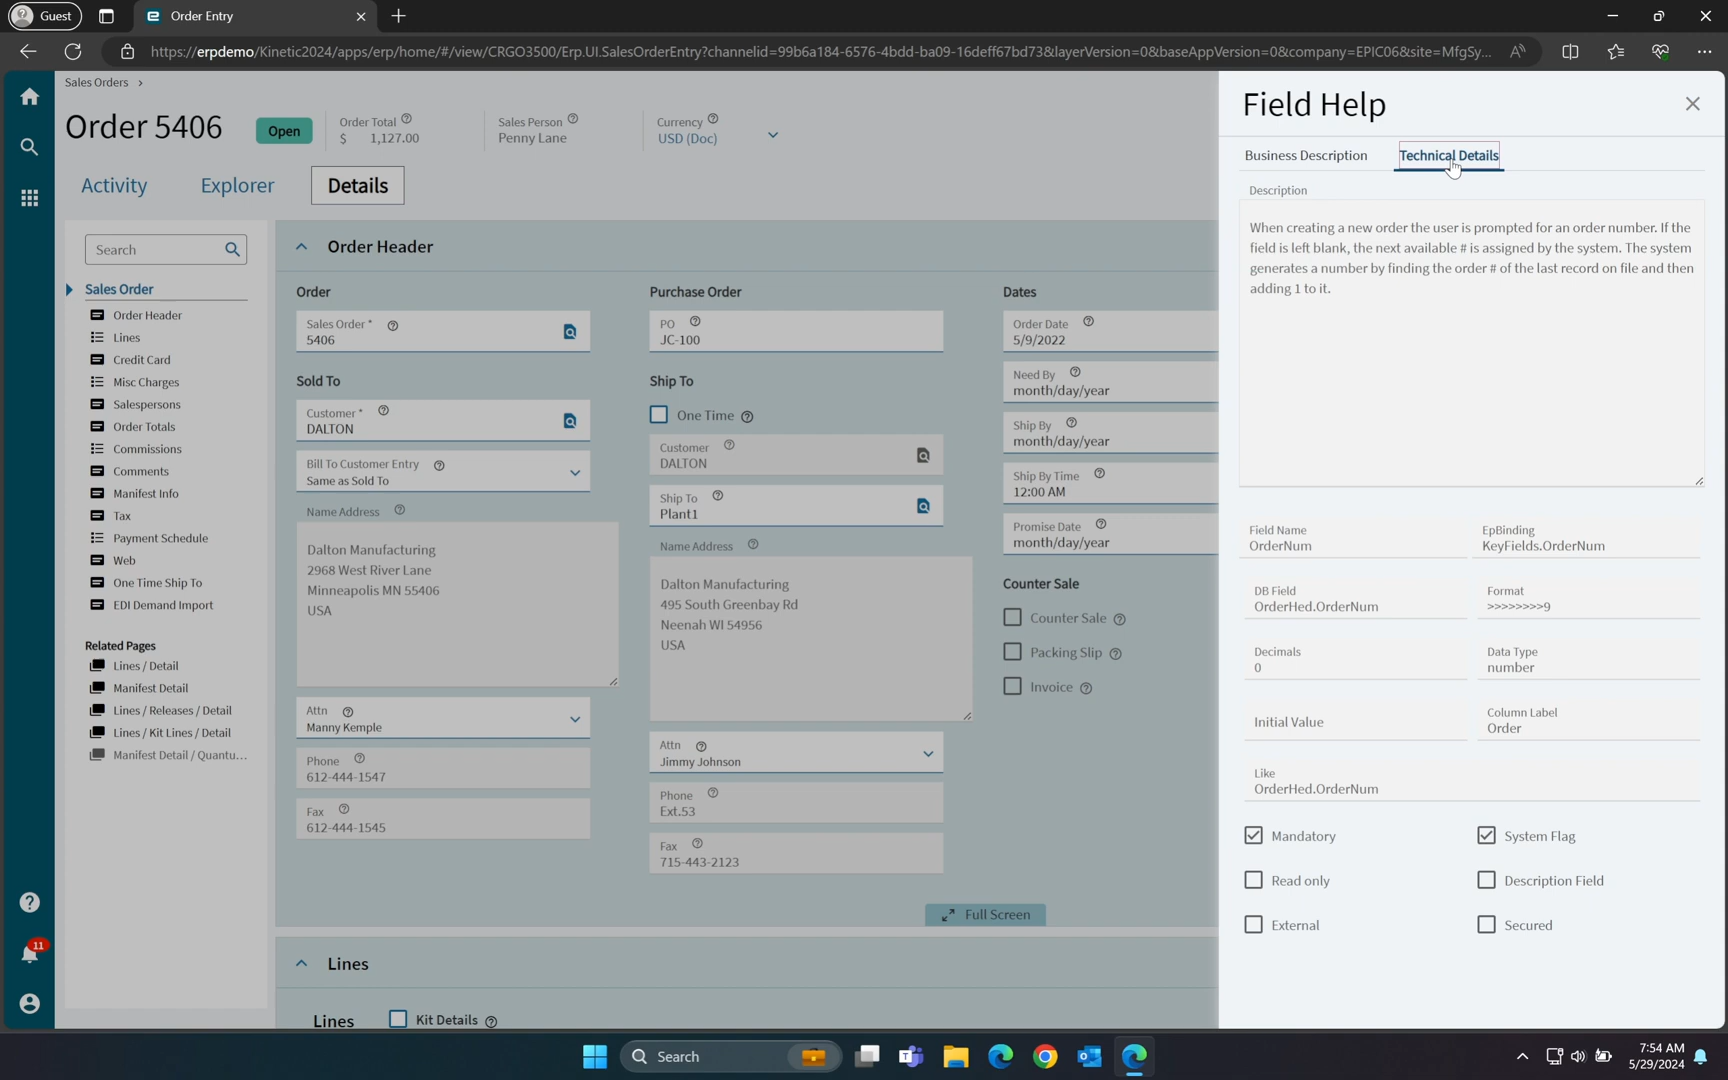 Guest
Order Entry
https://erpdemo/Kinetic2024/apps/erp/home/#/view/CRGO3500/Erp.UI.SalesOrderEntry?channelid=99b6a184-6576-4bdd-ba09-16deff67bd73&layerVersion=0&baseAppVersion=0&company=EPIC06&site=MfgSy...
Sales Orders
Order 5406
Open
Order Total
$ 1,127.00
Sales Person
Penny Lane
Currency
USD (Doc)
Activity
Explorer
Details
Search
Sales Order
Order Header
Lines
Credit Card
Misc Charges
Salespersons
Order Totals
Commissions
Comments
Manifest Info
Tax
Payment Schedule
Web
One Time Ship To
EDI Demand Import
Related Pages
Lines / Detail
Manifest Detail
Lines / Releases / Detail
Lines / Kit Lines / Detail
Manifest Detail / Quantu...
Order Header
Order
Sales Order *
5406
Sold To
Customer *
DALTON
Bill To Customer Entry
Same as Sold To
Name Address
Dalton Manufacturing
2968 West River Lane
Minneapolis MN 55406
USA
Attn
Manny Kemple
Phone
612-444-1547
Fax
612-444-1545
Purchase Order
PO
JC-100
Ship To
One Time
Customer
DALTON
Ship To
Plant1
Name Address
Dalton Manufacturing
495 South Greenbay Rd
Neenah WI 54956
USA
Attn
Jimmy Johnson
Phone
Ext.53
Fax
715-443-2123
Dates
Order Date
5/9/2022
Need By
month/day/year
Ship By
month/day/year
Ship By Time
12:00 AM
Promise Date
month/day/year
Counter Sale
Counter Sale
Packing Slip
Invoice
Full Screen
Lines
Lines
Kit Details
Field Help
Business Description
Technical Details
Description
When creating a new order the user is prompted for an order number. If the
field is left blank, the next available # is assigned by the system. The system
generates a number by finding the order # of the last record on file and then
adding 1 to it.
Field Name
OrderNum
EpBinding
KeyFields.OrderNum
DB Field
OrderHed.OrderNum
Format
>>>>>>>>9
Decimals
0
Data Type
number
Initial Value
Column Label
Order
Like
OrderHed.OrderNum
Mandatory
System Flag
Read only
Description Field
External
Secured
11
Search
7:54 AM
5/29/2024